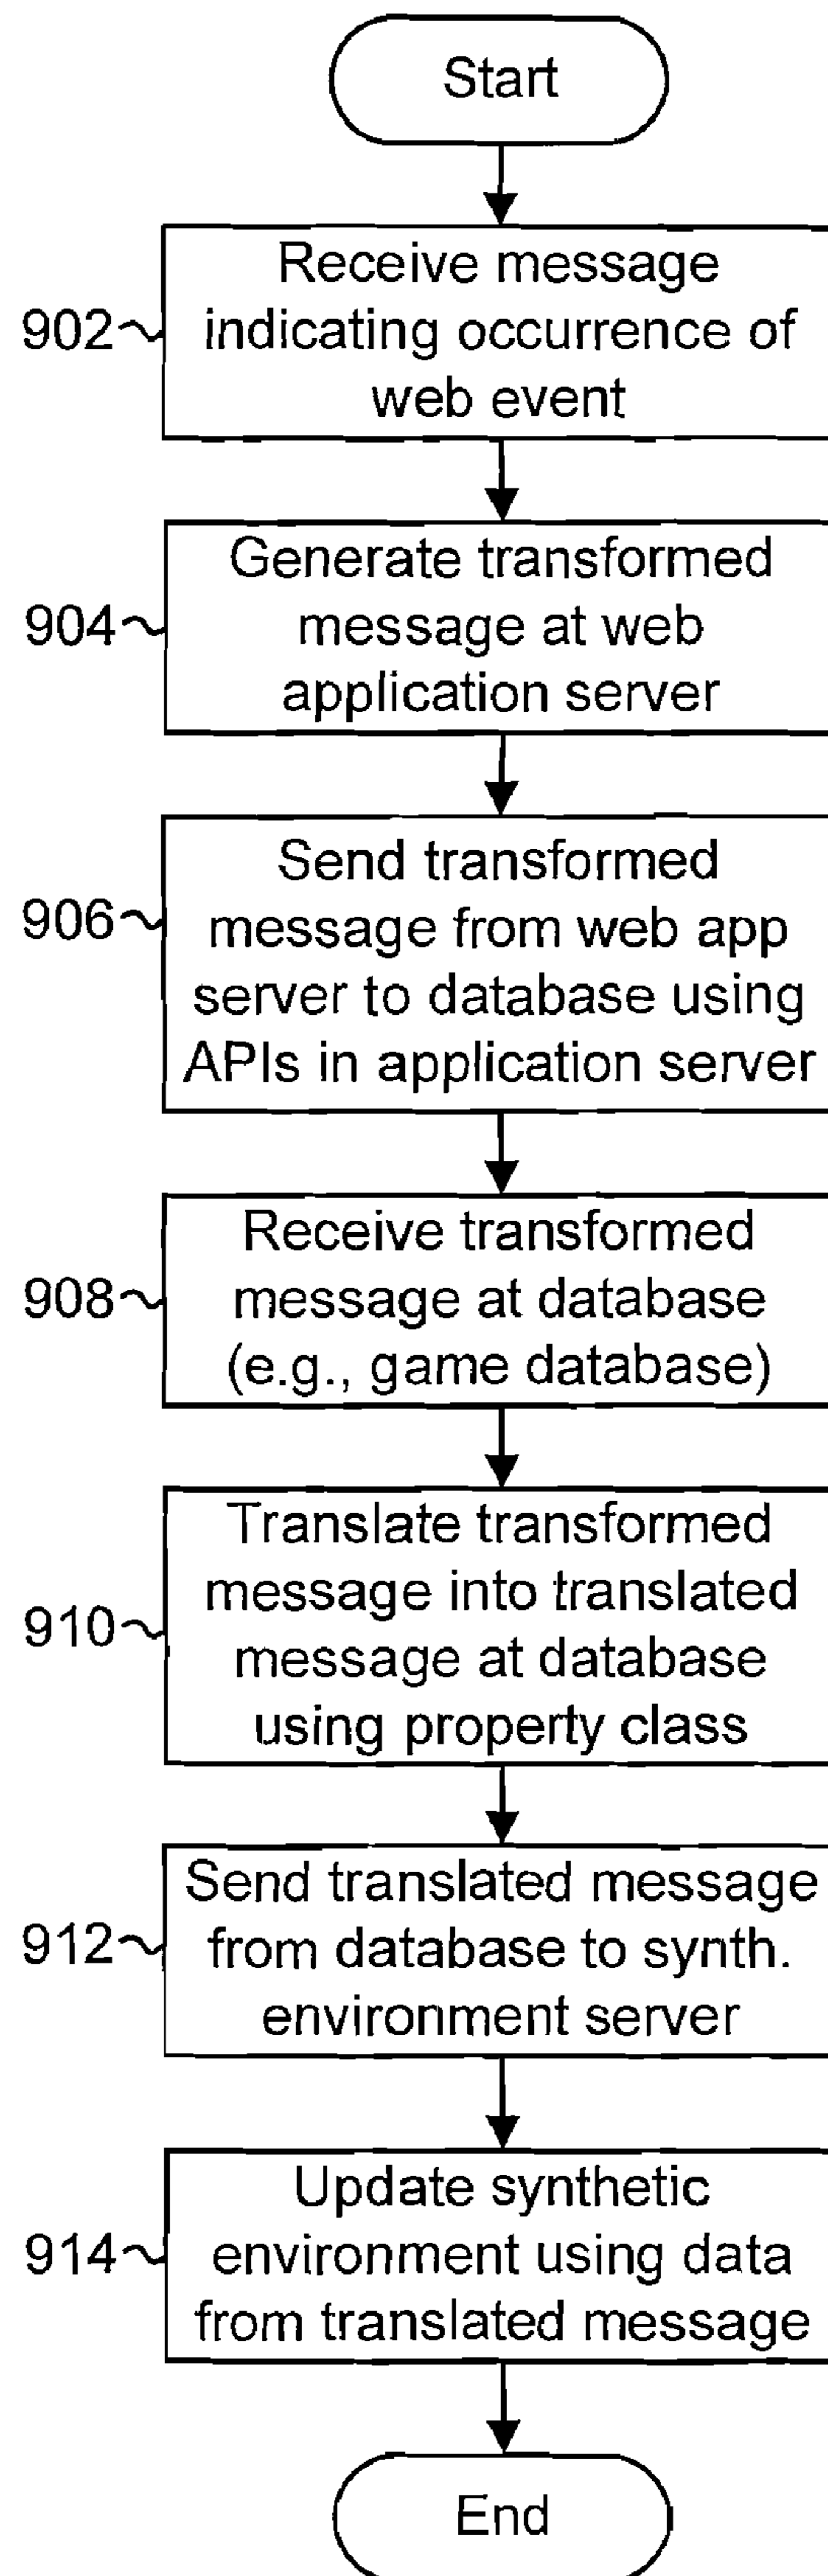 Start
Receive message
902 indicating occurrence of
web event
Generate transformed
904 message at web
application server
Send transformed
906 message from web app
server to database using
APIs in application server
Receive transformed
908 message at database
(e.g., game database)
Translate transformed
message into translated
910 message at database
using property class
Send translated message
912 from database to synth.
environment server
Update synthetic
914 environment using data
from translated message
End